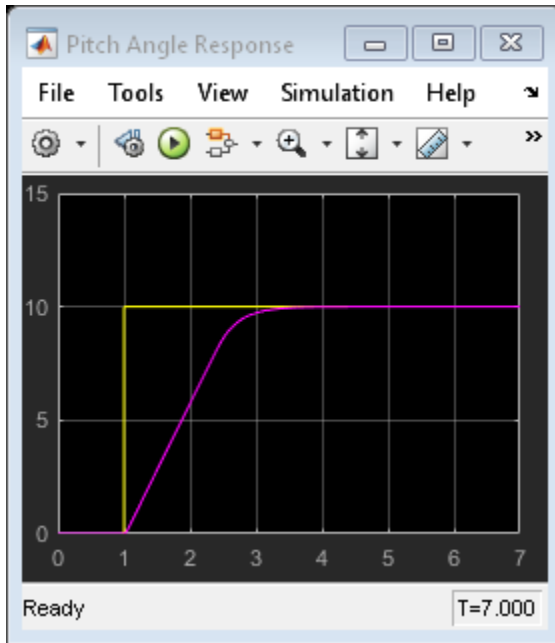 Pitch Angle Response
File Tools View Simulation Help
15
10
5
0
0 1 2 3 4 5 6 7
Ready T=7.000